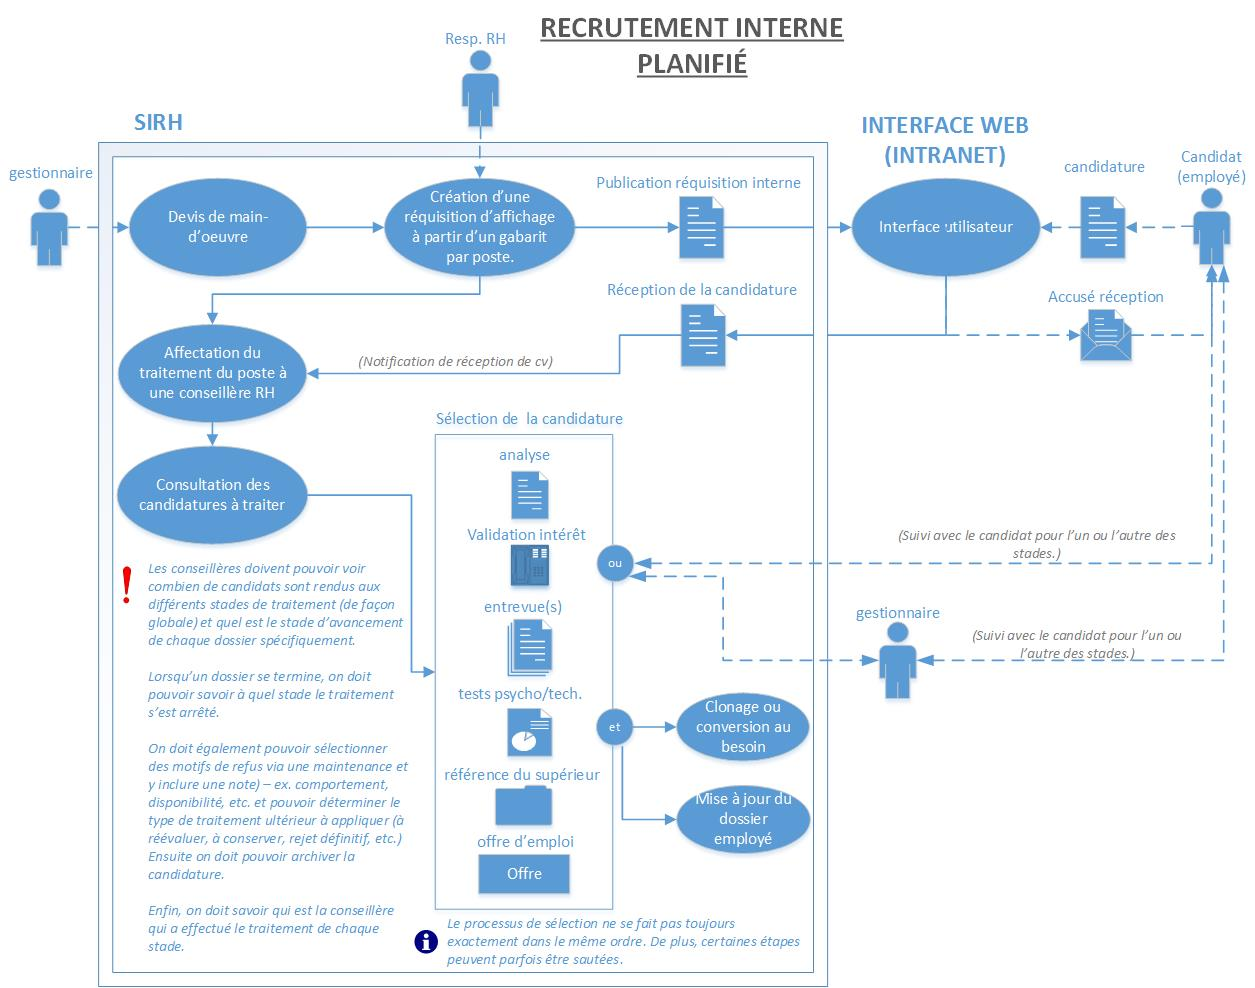 RECRUTEMENT INTERNE
PLANIFIÉ
Resp. RH
SIRH
INTERFACE WEB
(INTRANET)
gestionnaire
Devis de main-
d’oeuvre
Création d’une
réquisition d’affichage
à partir d’un gabarit
par poste.
Publication réquisition interne
Interface utilisateur
candidature
Candidat
(employé)
Réception de la candidature
Accusé réception
Affectation du
traitement du poste à
une conseillère RH
(Notification de réception de cv)
Consultation des
candidatures à traiter
Sélection de la candidature
analyse
Validation intérêt
entrevue(s)
tests psycho/tech.
référence du supérieur
offre d’emploi
Offre
ou
et
(Suivi avec le candidat pour l’un ou l’autre des
stades.)
gestionnaire
(Suivi avec le candidat pour l’un ou
l’autre des stades.)
Clonage ou
conversion au
besoin
Mise à jour du
dossier
employé
Les conseillères doivent pouvoir voir
combien de candidats sont rendus aux
différents stades de traitement (de façon
globale) et quel est le stade d’avancement
de chaque dossier spécifiquement.
Lorsqu’un dossier se termine, on doit
pouvoir savoir à quel stade le traitement
s’est arrêté.
On doit également pouvoir sélectionner
des motifs de refus via une maintenance et
y inclure une note) – ex. comportement,
disponibilité, etc. et pouvoir déterminer le
type de traitement ultérieur à appliquer (à
réévaluer, à conserver, rejet définitif, etc.)
Ensuite on doit pouvoir archiver la
candidature.
Enfin, on doit savoir qui est la conseillère
qui a effectué le traitement de chaque
stade.
Le processus de sélection ne se fait pas toujours
exactement dans le même ordre. De plus, certaines étapes
peuvent parfois être sautées.